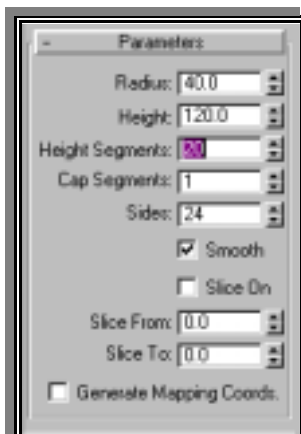 - Parameters
Radius: 40.0
Height: 120.0
Height Segments: 20
Cap Segments: 1
Sides: 24
Smooth
Slice On
Slice From: 0.0
Slice To: 0.0
Generate Mapping Coords.